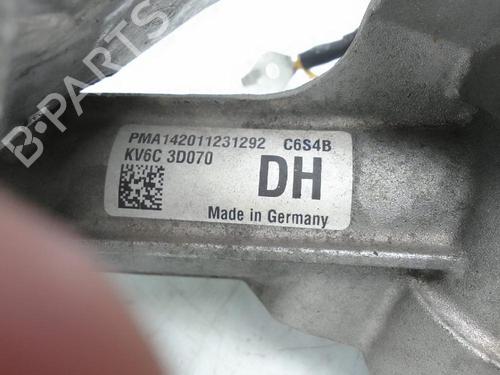 B-PARTS
PMA142011231292 C6S4B
KV6C 3D070
DH
Made in Germany